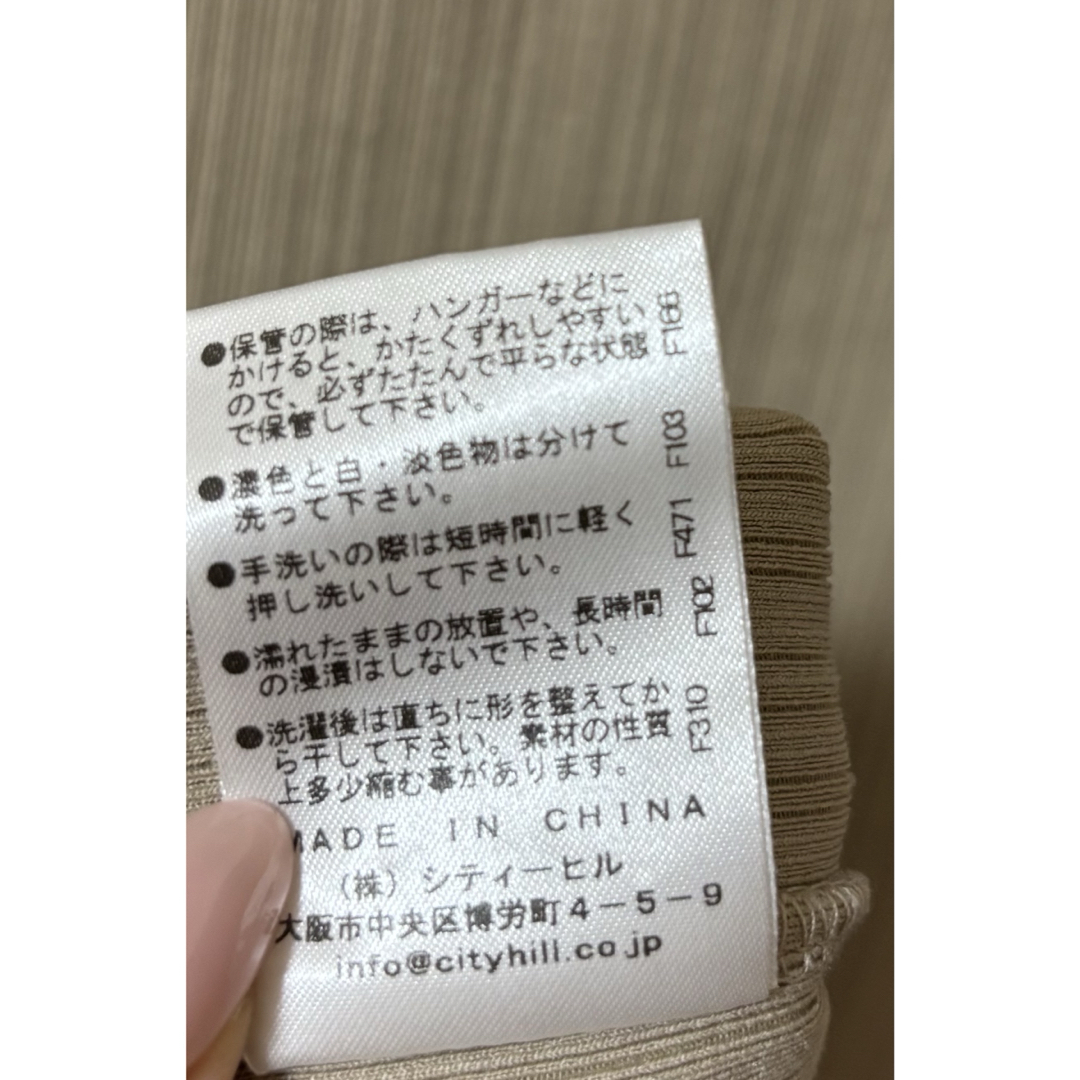 ●保管の際は、ハンガーなどに
かけると、かたくずれしやすい
ので、必ずたたんで平らな状態
で保管して下さい。 F166
●濃色と白・淡色物は分けて
洗って下さい。 F103
●手洗いの際は短時間に軽く
押し洗いして下さい。 F471
●濡れたままの放置や、長時間
の浸漬はしないで下さい。 F102
●洗濯後は直ちに形を整えてか
ら干して下さい。素材の性質
上多少縮む事があります。 F310
MADE IN CHINA
(株)シティーヒル
大阪市中央区博労町4-5-9
info@cityhill.co.jp